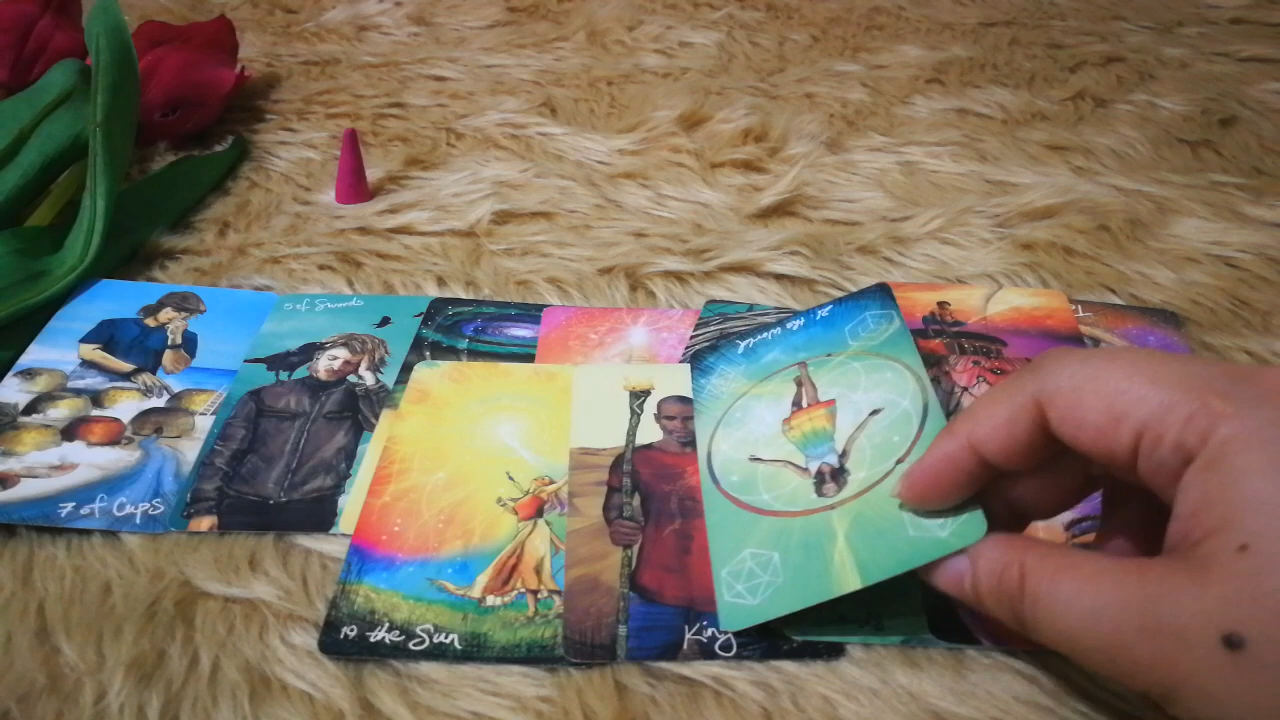 7 of Cups
5 of Swords
19 the Sun
King
21: the World